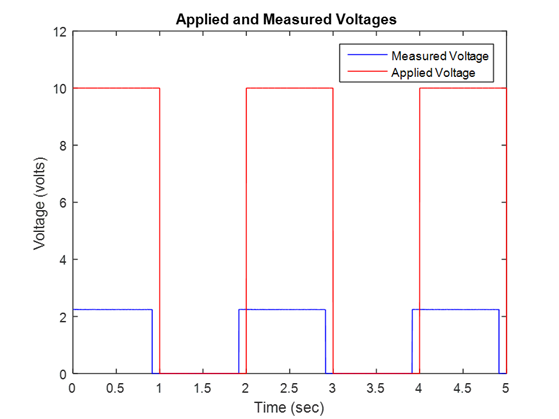 Applied and Measured Voltages
Measured Voltage
Applied Voltage
Voltage (volts)
12
10
8
6
4
2
0
0 0.5 1 1.5 2 2.5 3 3.5 4 4.5 5
Time (sec)